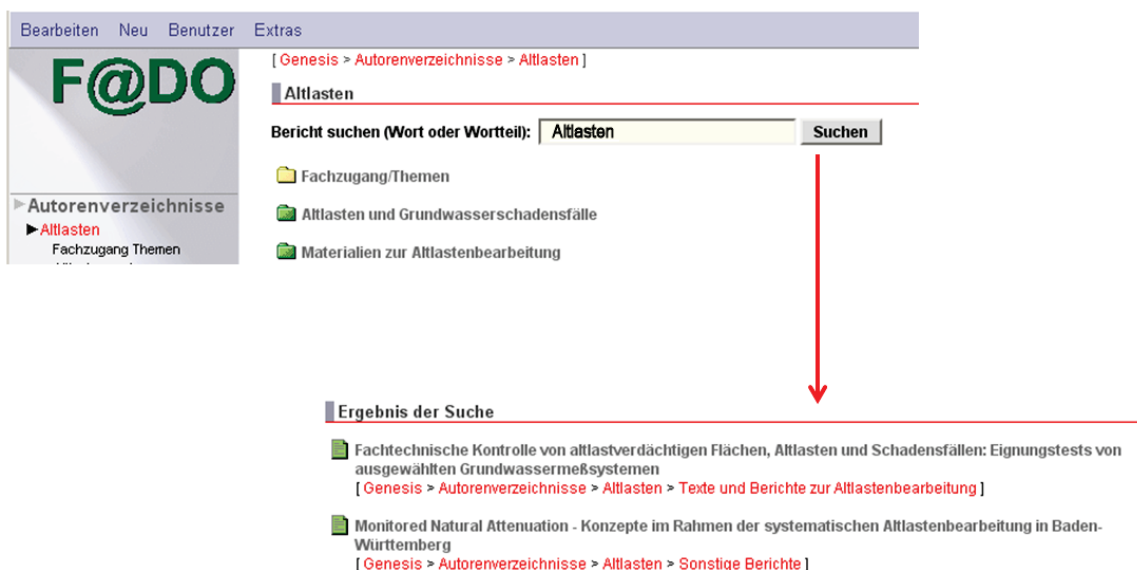 Bearbeiten Neu Benutzer Extras
F@DO
[ Genesis > Autorenverzeichnisse > Altlasten ]
Altlasten
Bericht suchen (Wort oder Wortteil): Altlasten Suchen
Fachzugang/Themen
Altlasten und Grundwasserschadensfälle
Materialien zur Altlastenbearbeitung
Autorenverzeichnisse
Altlasten
Fachzugang Themen
Ergebnis der Suche
Fachtechnische Kontrolle von altlastverdächtigen Flächen, Altlasten und Schadensfällen: Eignungstests von
ausgewählten Grundwassermeßsystemen
[ Genesis > Autorenverzeichnisse > Altlasten > Texte und Berichte zur Altlastenbearbeitung ]
Monitored Natural Attenuation - Konzepte im Rahmen der systematischen Altlastenbearbeitung in Baden-
Württemberg
[ Genesis > Autorenverzeichnisse > Altlasten > Sonstige Berichte ]